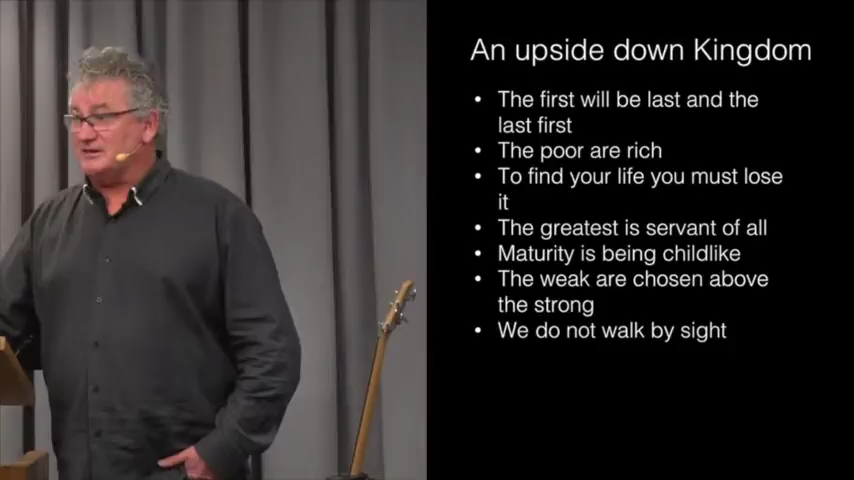 An upside down Kingdom
• The first will be last and the
last first
• The poor are rich
• To find your life you must lose
it
• The greatest is servant of all
• Maturity is being childlike
• The weak are chosen above
the strong
• We do not walk by sight